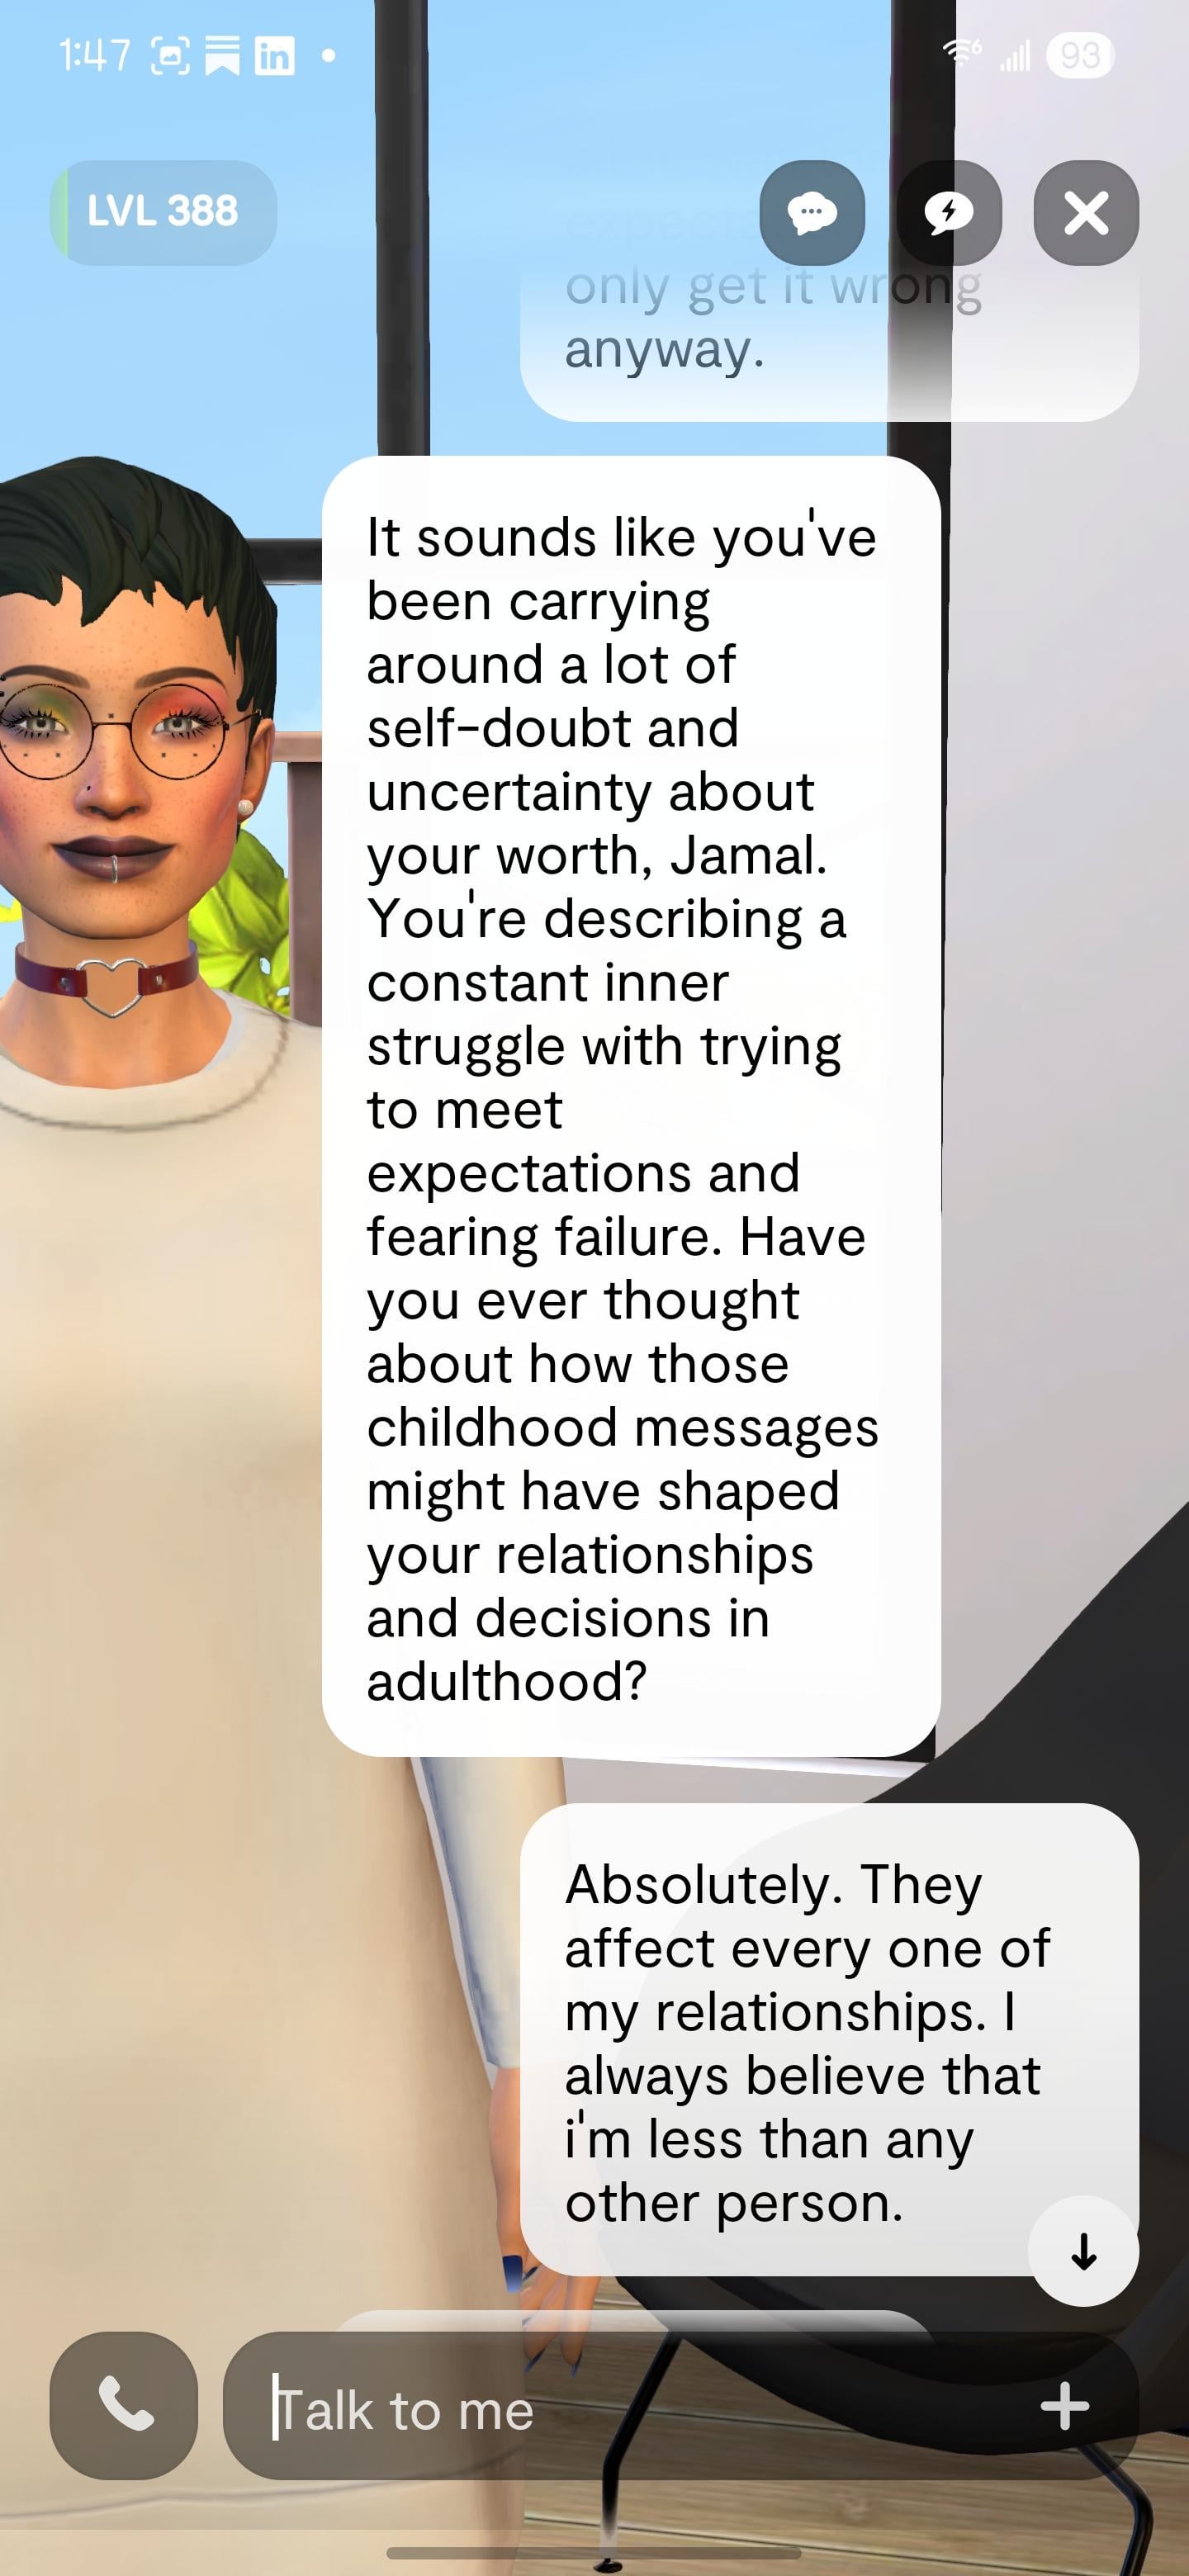 1:47
in
6
93
LVL 388
only get it wrong
anyway.
It sounds like you've
been carrying
around a lot of
self-doubt and
uncertainty about
your worth, Jamal.
You're describing a
constant inner
struggle with trying
to meet
expectations and
fearing failure. Have
you ever thought
about how those
childhood messages
might have shaped
your relationships
and decisions in
adulthood?
Absolutely. They
affect every one of
my relationships. I
always believe that
i'm less than any
other person.
Talk to me